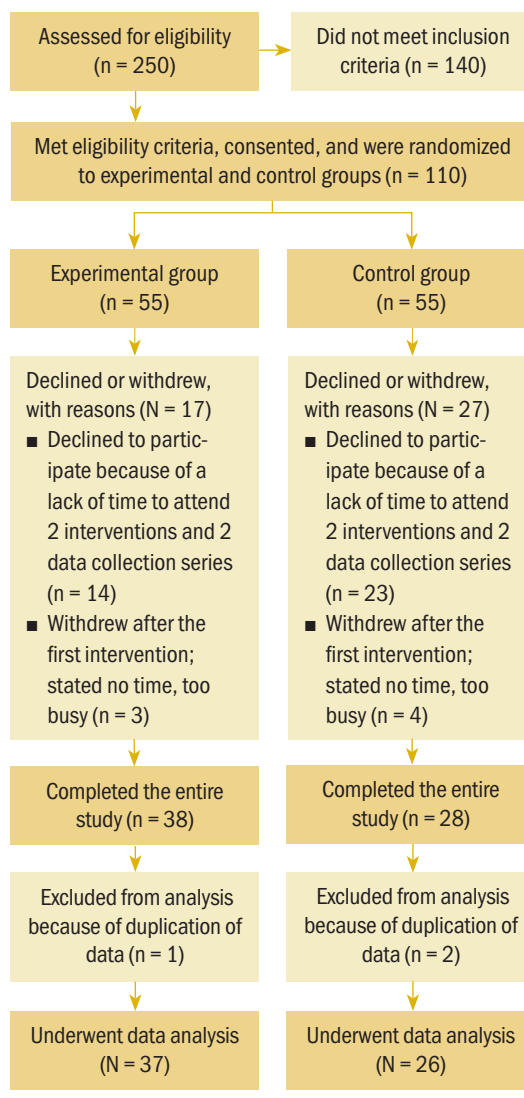 Assessed for eligibility
(n = 250)
Did not meet inclusion
criteria (n = 140)
Met eligibility criteria, consented, and were randomized
to experimental and control groups (n = 110)
Experimental group
(n = 55)
Control group
(n = 55)
Declined or withdrew,
with reasons (N = 17)
■ Declined to partic-
ipate because of a
lack of time to attend
2 interventions and 2
data collection series
(n = 14)
■ Withdrew after the
first intervention;
stated no time, too
busy (n = 3)
Declined or withdrew,
with reasons (N = 27)
■ Declined to partic-
ipate because of a
lack of time to attend
2 interventions and 2
data collection series
(n = 23)
■ Withdrew after the
first intervention;
stated no time, too
busy (n = 4)
Completed the entire
study (n = 38)
Completed the entire
study (n = 28)
Excluded from analysis
because of duplication of
data (n = 1)
Excluded from analysis
because of duplication of
data (n = 2)
Underwent data analysis
(N = 37)
Underwent data analysis
(N = 26)